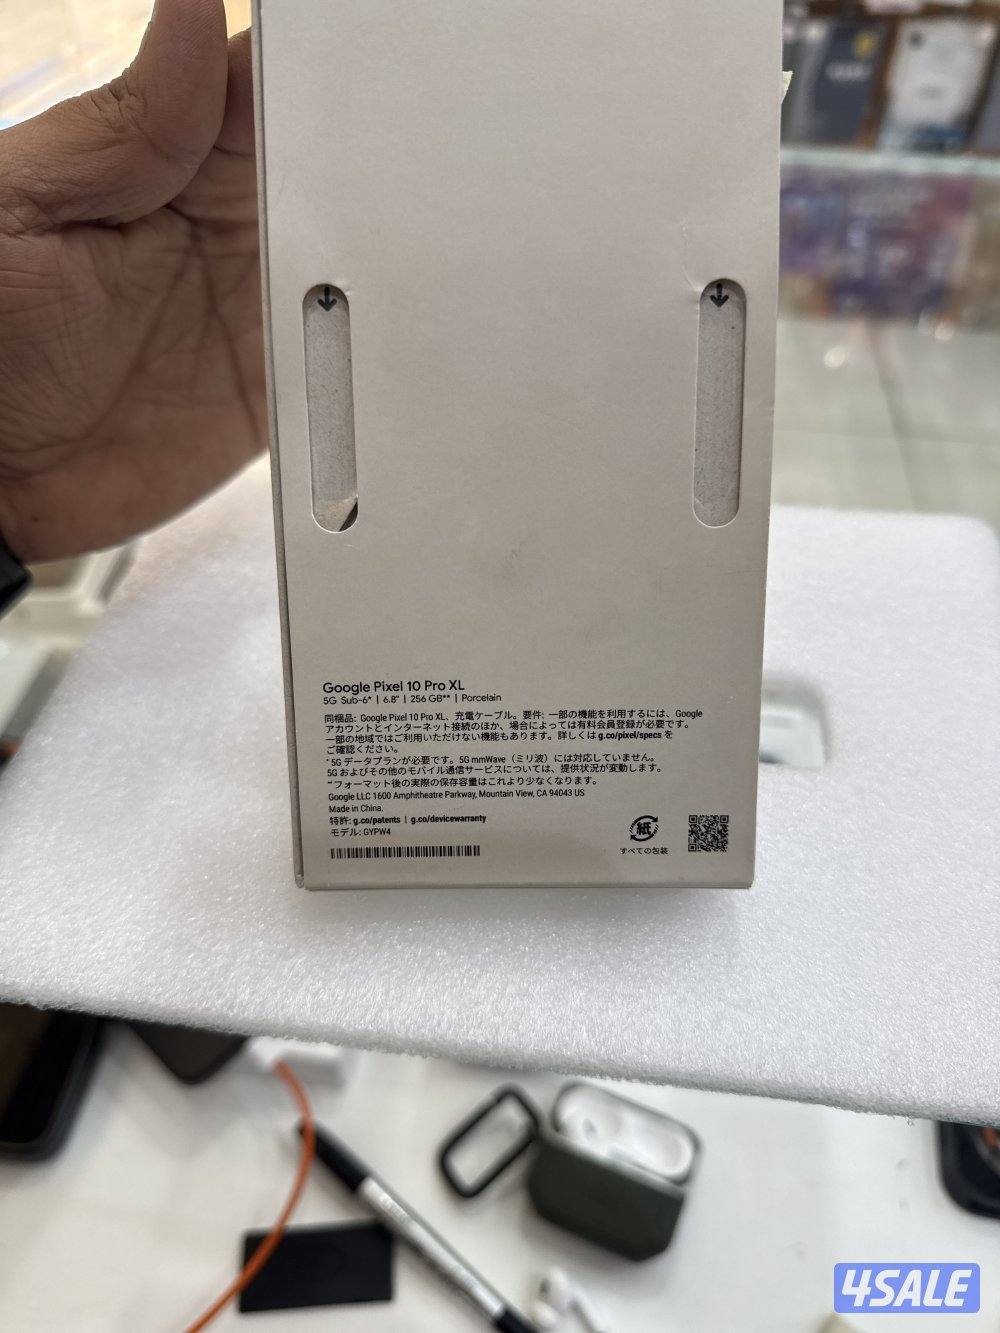 Google Pixel 10 Pro XL
5G Sub-6* | 6.8" | 256 GB** | Porcelain
同梱品: Google Pixel 10 Pro XL、充電ケーブル。要件: 一部の機能を利用するには、Google
アカウントとインターネット接続のほか、場合によっては有料会員登録が必要です。
一部の地域ではご利用いただけない機能もあります。詳しくは g.co/pixel/specs を
ご確認ください。
*5G データプランが必要です。5G mmWave（ミリ波）には対応していません。
5G およびその他のモバイル通信サービスについては、提供状況が変動します。
**フォーマット後の実際の保存容量はこれより少なくなります。
Google LLC 1600 Amphitheatre Parkway, Mountain View, CA 94043 US
Made in China.
特許: g.co/patents | g.co/devicewarranty
モデル: GYPW4
紙
すべての包装
4SALE